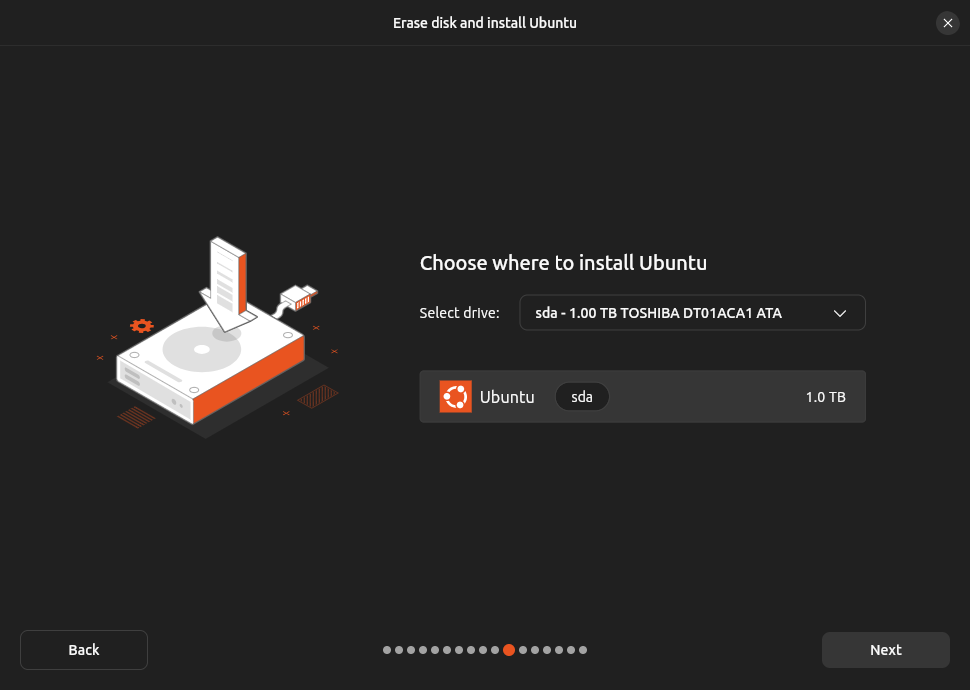 Erase disk and install Ubuntu
Choose where to install Ubuntu
Select drive: sda - 1.00 TB TOSHIBA DT01ACA1 ATA
Ubuntu sda 1.0 TB
Back Next